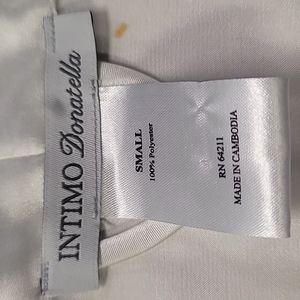 INTIMO Donatella
SMALL
100% Polyester
RN 64211
MADE IN CAMBODIA